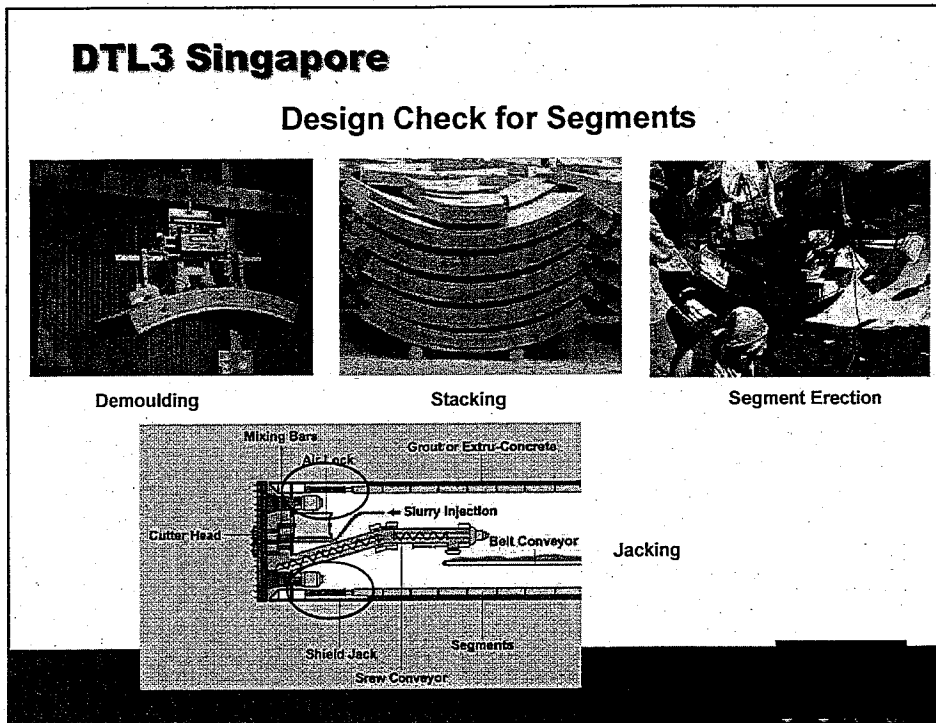 DTL3 Singapore
Design Check for Segments
Demoulding
Stacking
Segment Erection
Mixing Bars
Air Lock
Grout or Extru-Concrete
Slurry Injection
Cutter Head
Belt Conveyor
Jacking
Shield Jack
Segments
Srew Conveyor